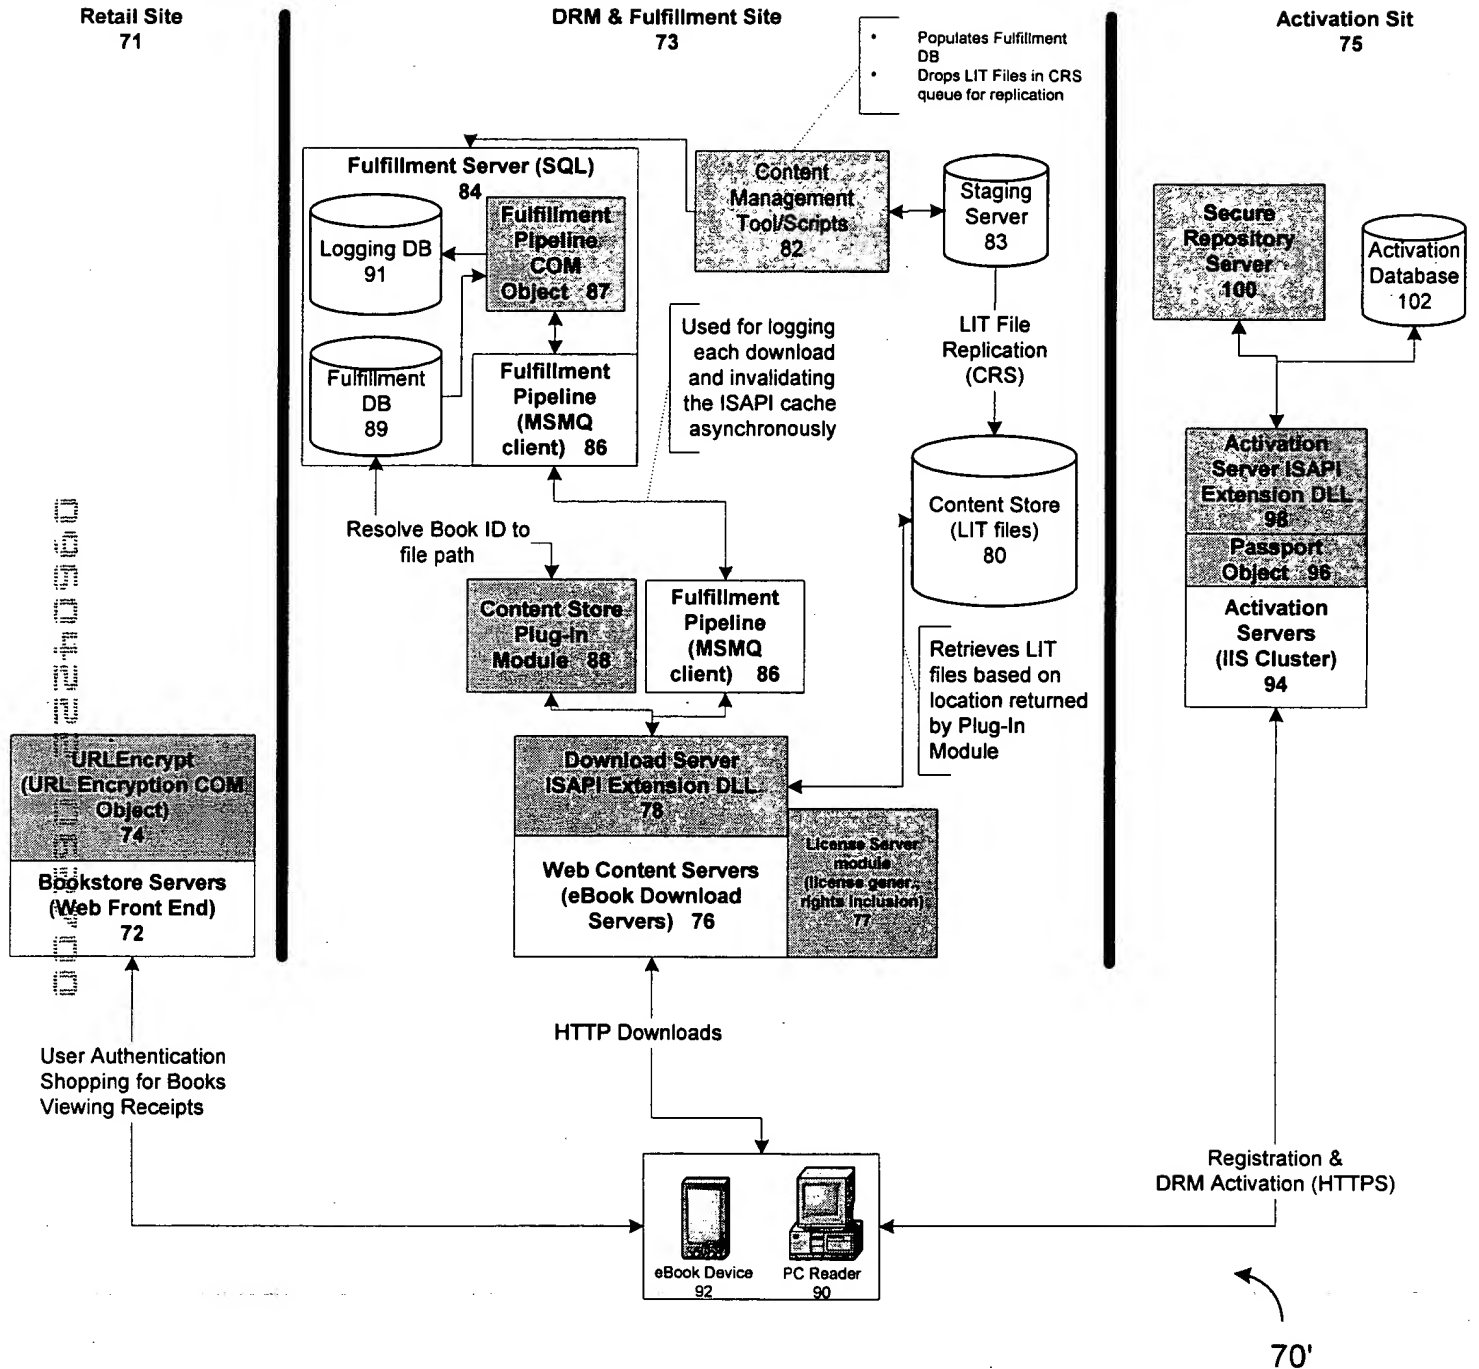 Retail Site
71
DRM & Fulfillment Site
73
Activation Sit
75
• Populates Fulfillment
DB
• Drops LIT Files in CRS
queue for replication
Fulfillment Server (SQL)
84
Logging DB
91
Fulfillment
Pipeline
COM
Object 87
Fulfillment
DB
89
Fulfillment
Pipeline
(MSMQ
client) 86
Content
Management
Tool/Scripts
82
Staging
Server
83
Used for logging
each download
and invalidating
the ISAPI cache
asynchronously
LIT File
Replication
(CRS)
Content Store
(LIT files)
80
Secure
Repository
Server
100
Activation
Database
102
Activation
Server ISAPI
Extension DLL
98
Passport
Object 96
Activation
Servers
(IIS Cluster)
94
Resolve Book ID to
file path
Content Store
Plug-In
Module 88
Fulfillment
Pipeline
(MSMQ
client) 86
Retrieves LIT
files based on
location returned
by Plug-In
Module
URLEncrypt
(URL Encryption COM
Object)
74
Bookstore Servers
(Web Front End)
72
Download Server
ISAPI Extension DLL
78
Web Content Servers
(eBook Download
Servers) 76
License Server
module
(license gener.,
rights inclusion)
77
HTTP Downloads
User Authentication
Shopping for Books
Viewing Receipts
Registration &
DRM Activation (HTTPS)
eBook Device
92
PC Reader
90
70'